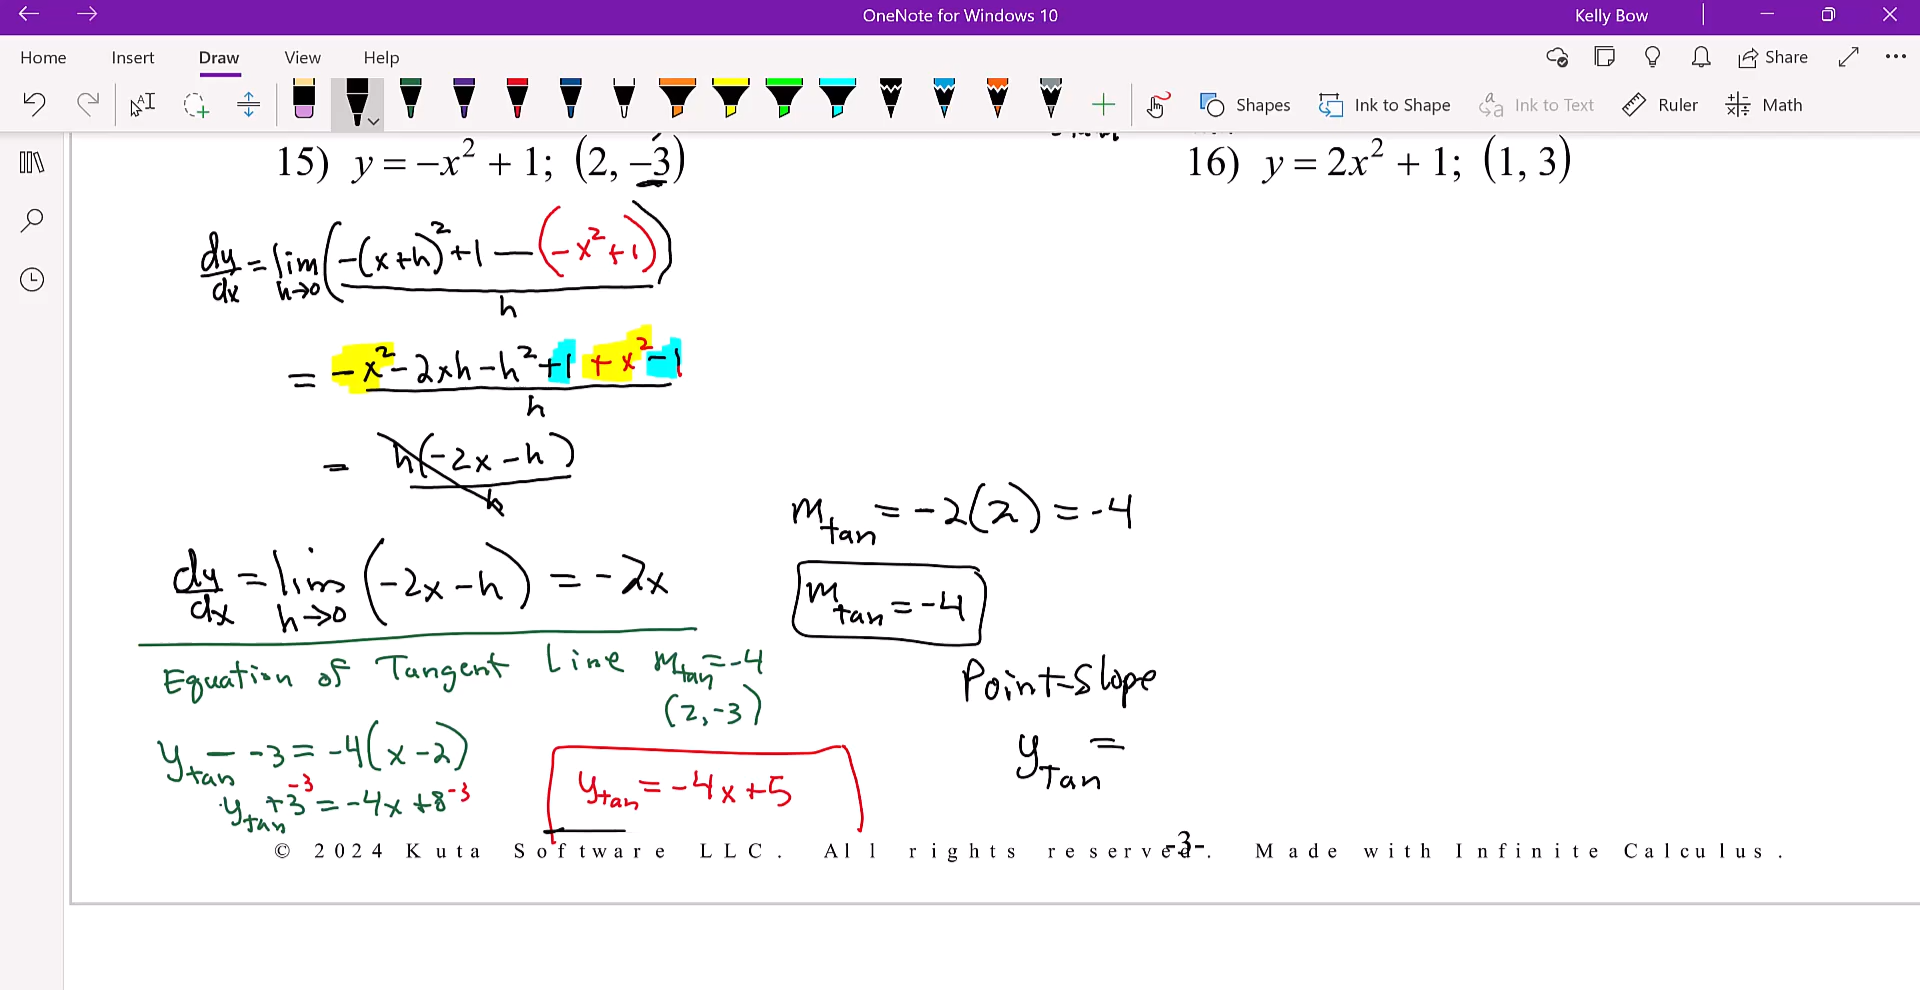 OneNote for Windows 10
Kelly Bow
Home Insert Draw View Help
Share
Shapes Ink to Shape Ink to Text Ruler Math
15) y = −x² + 1; (2, −3)
16) y = 2x² + 1; (1, 3)
dy/dx = lim h→0 (−(x+h)² + 1 − (−x² + 1))/h
= (−x² − 2xh − h² + 1 + x² − 1)/h
= h(−2x − h)/h
m tan = −2(2) = −4
dy/dx = lim h→0 (−2x − h) = −2x
m tan = −4
Equation of Tangent Line m tan = −4
(2, −3)
Point-Slope
y tan − −3 = −4(x − 2)
y tan =
−3 −3
y tan + 3 = −4x + 8
y tan = −4x + 5
© 2024 Kuta Software LLC. All rights reserved. -3- Made with Infinite Calculus.